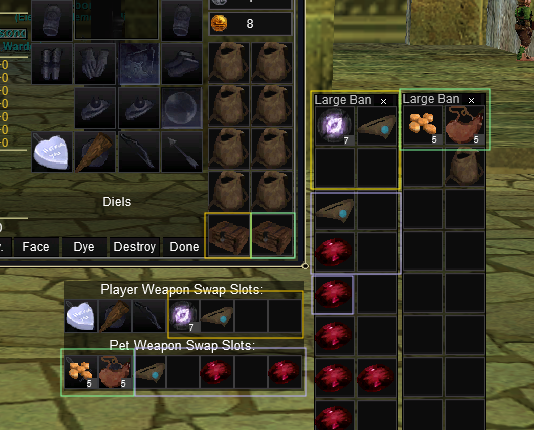 8
Large Ban ×
Large Ban ×
7
5
5
Diels
Face
Dye
Destroy
Done
Player Weapon Swap Slots:
7
Pet Weapon Swap Slots:
5
5